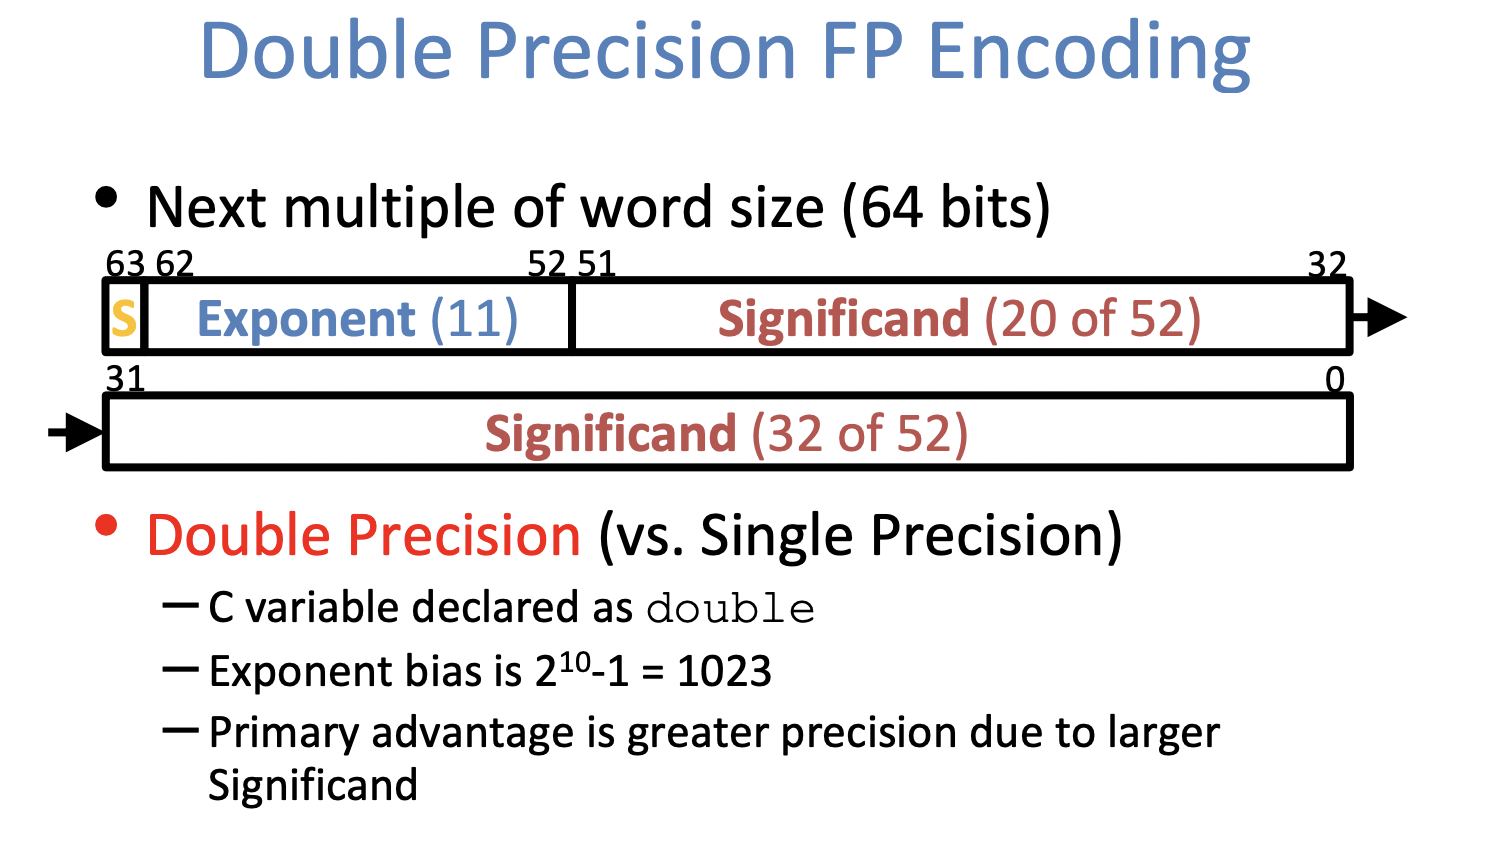 Double Precision FP Encoding
• Next multiple of word size (64 bits)
63 62 52 51 32
S Exponent (11) Significand (20 of 52)
31 0
Significand (32 of 52)
• Double Precision (vs. Single Precision)
– C variable declared as double
– Exponent bias is 2¹⁰-1 = 1023
– Primary advantage is greater precision due to larger
Significand